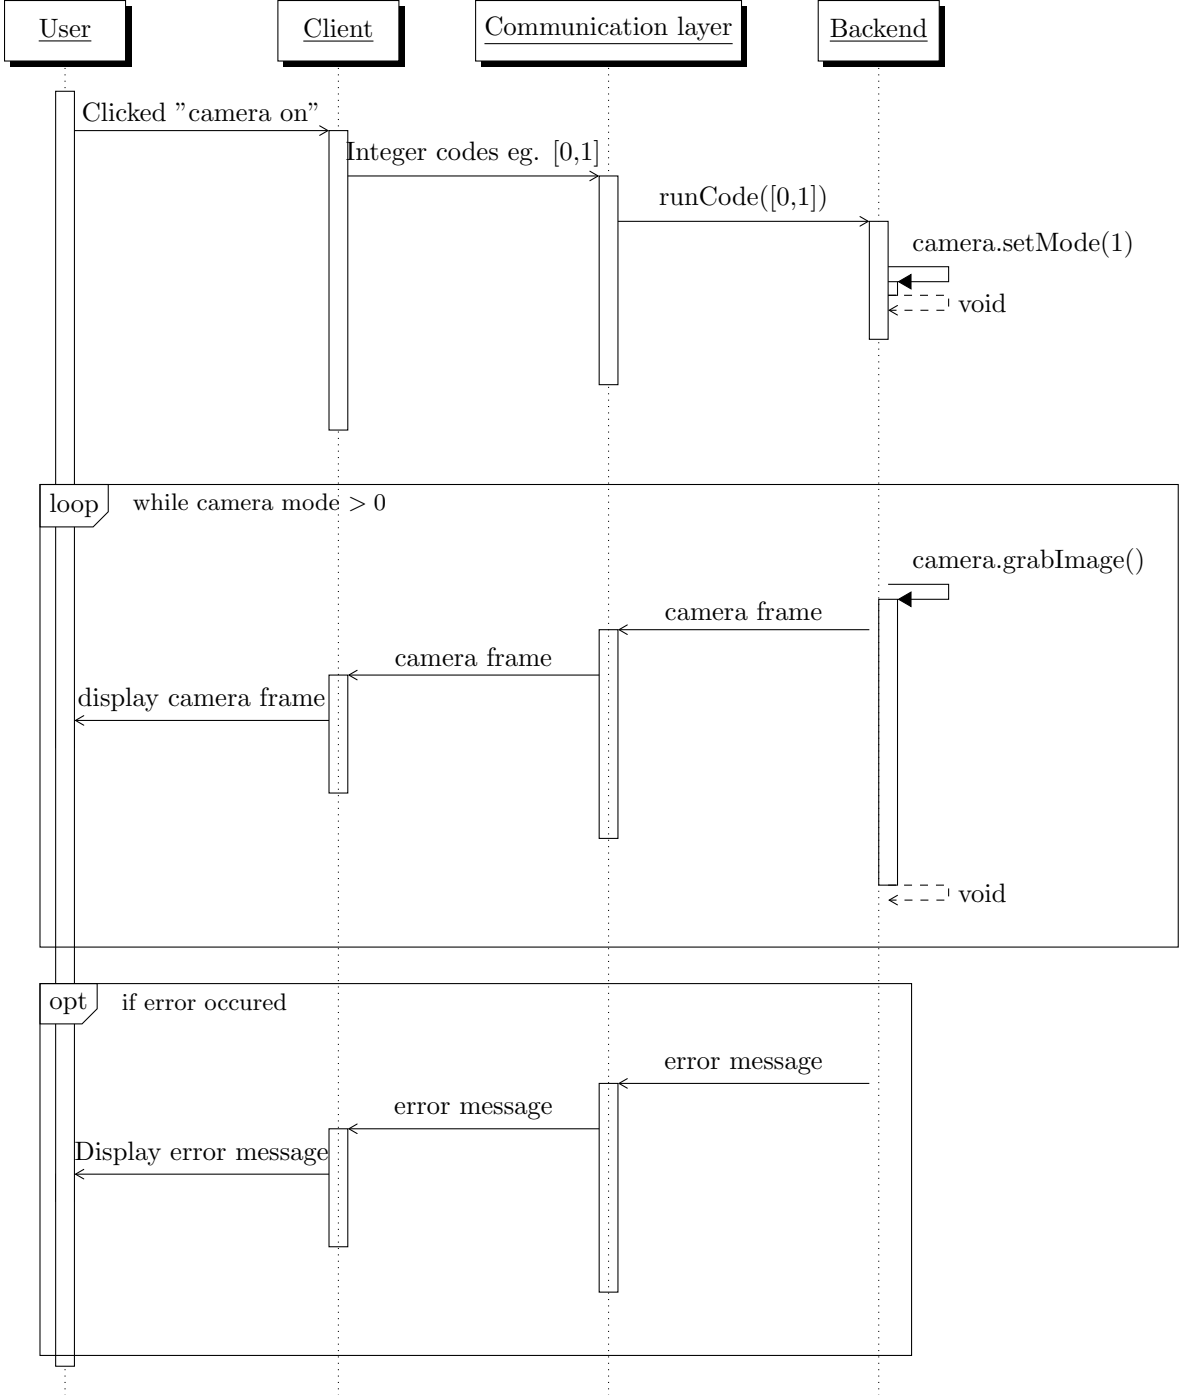 User
Client
Communication layer
Backend
Clicked ”camera on”
Integer codes eg. [0,1]
runCode([0,1])
camera.setMode(1)
void
loop
while camera mode > 0
camera.grabImage()
camera frame
camera frame
display camera frame
void
opt
if error occured
error message
error message
Display error message